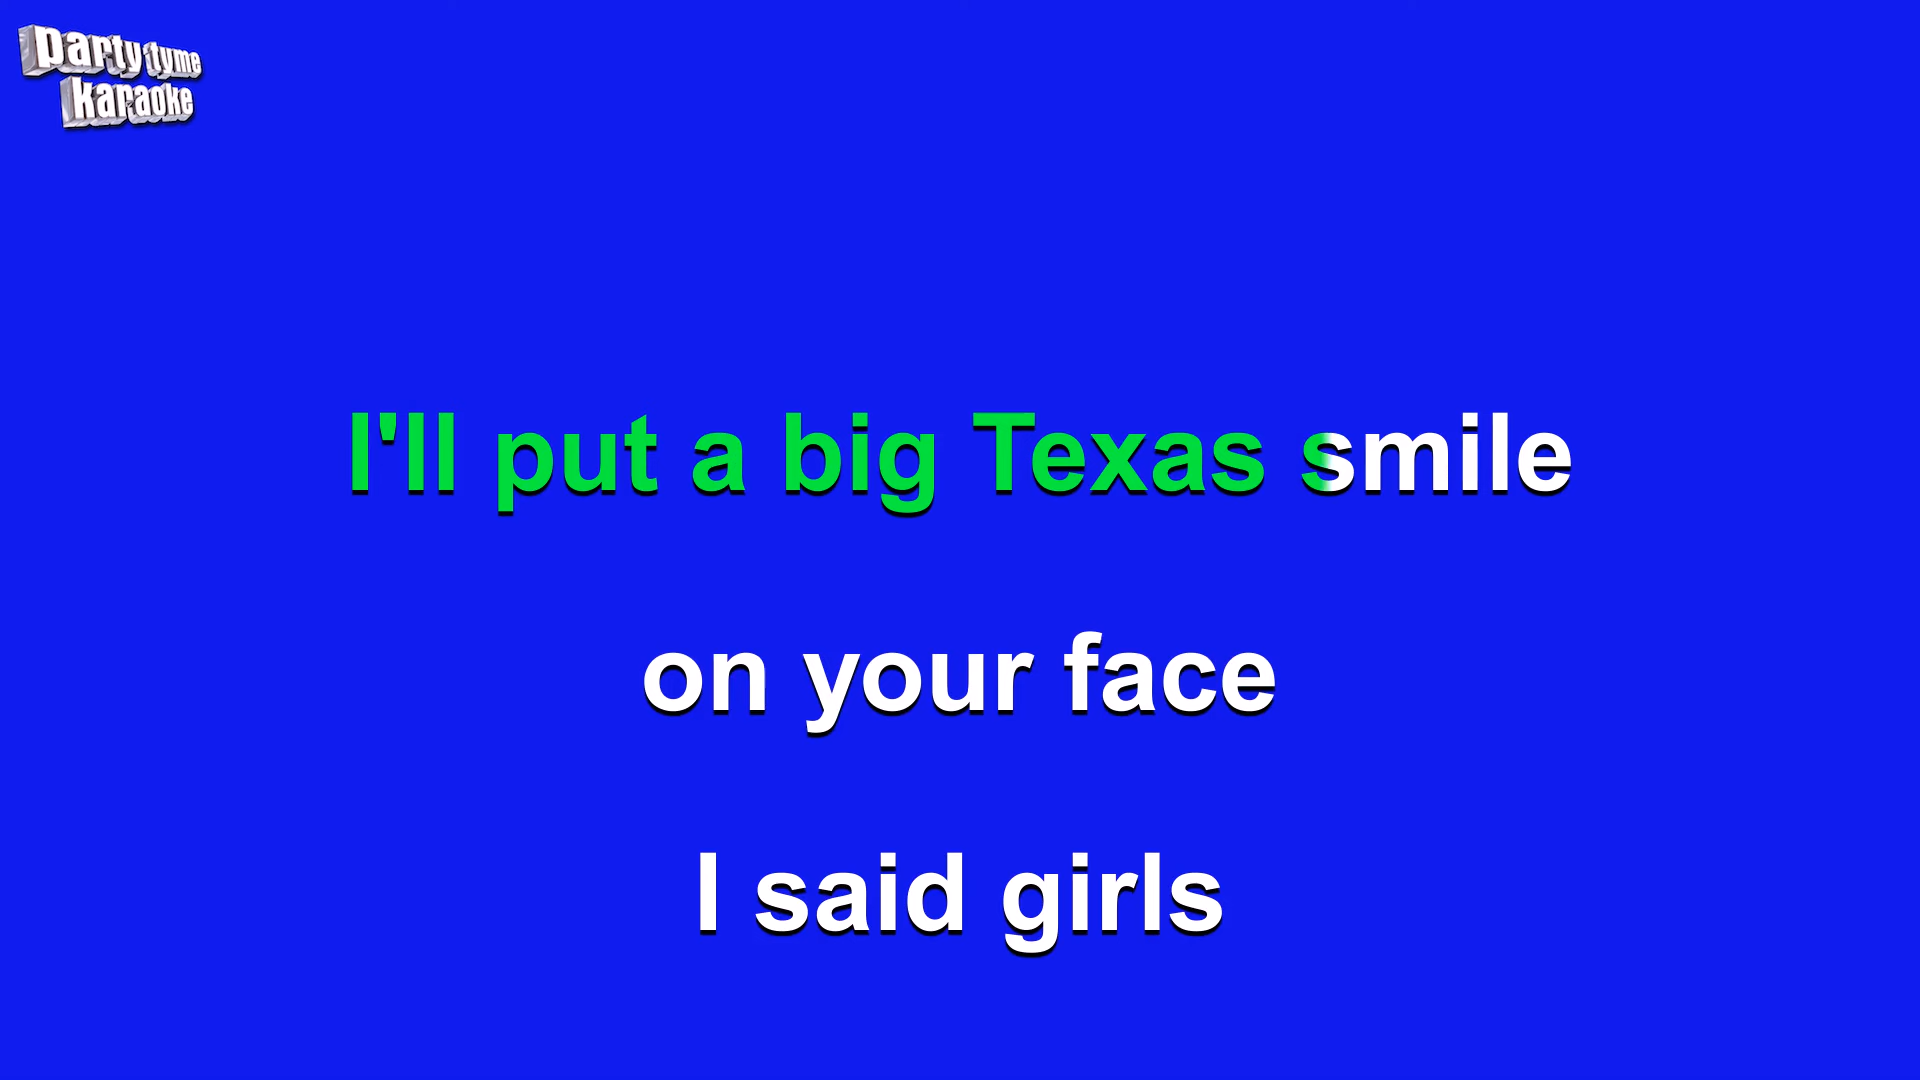 party tyme
karaoke
I'll put a big Texas smile
on your face
I said girls